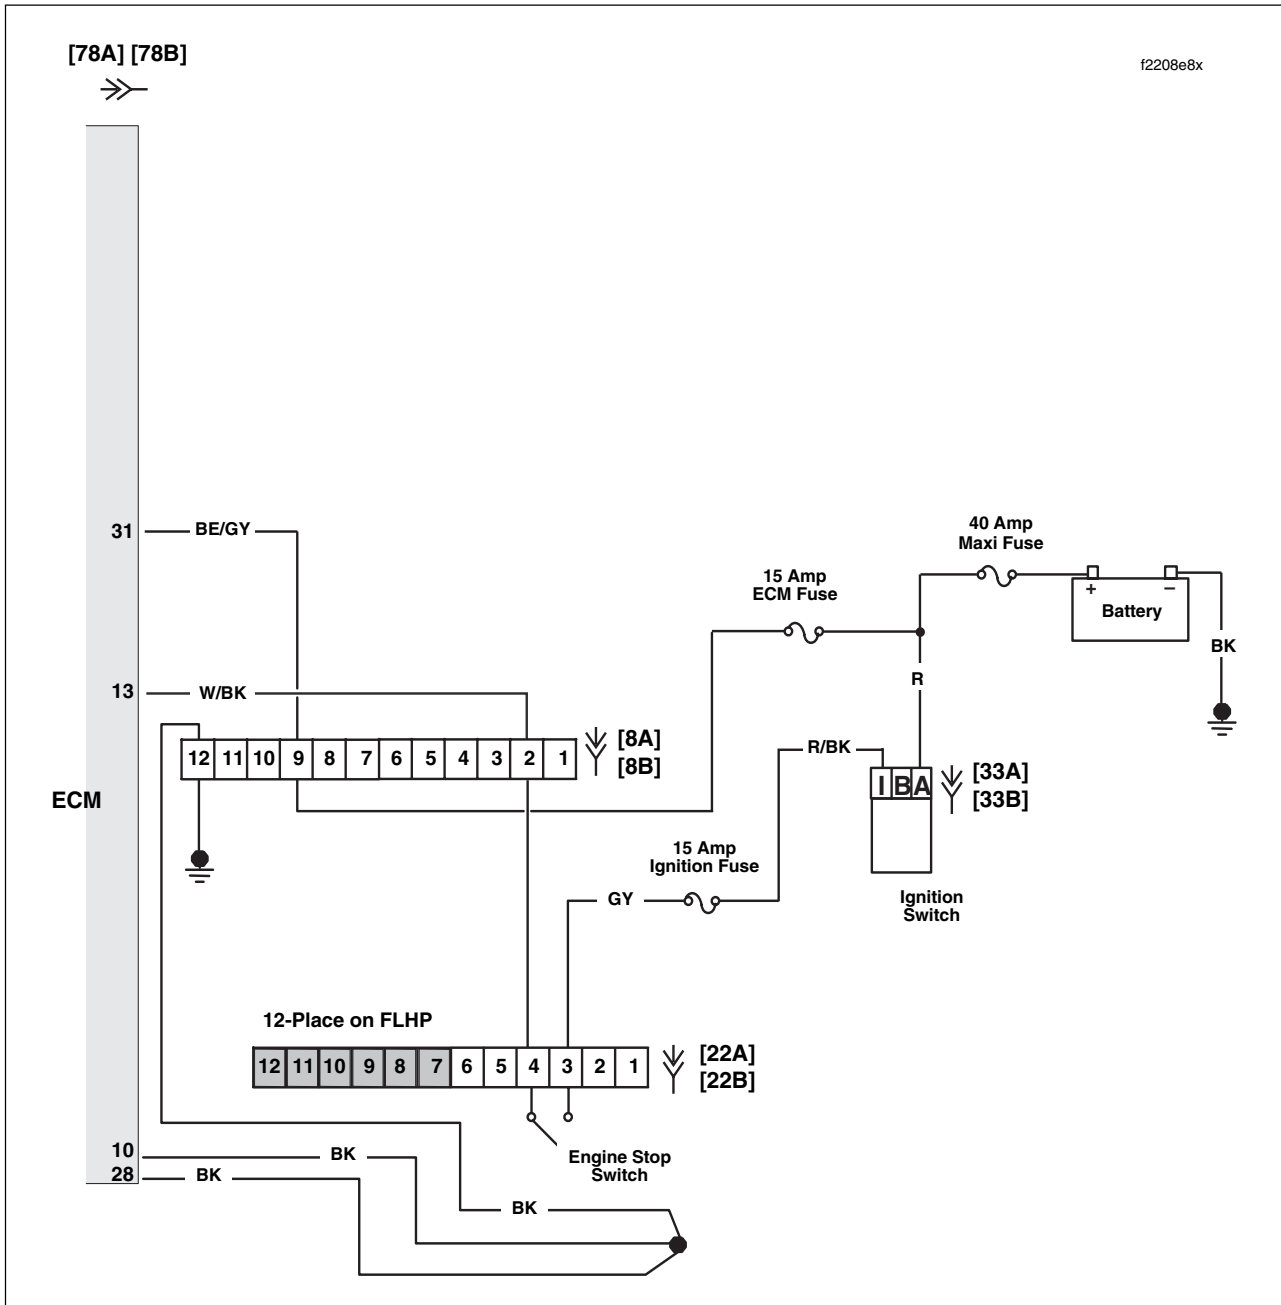 [78A] [78B]
f2208e8x
31
BE/GY
40 Amp
Maxi Fuse
15 Amp
ECM Fuse
+
–
Battery
BK
R
13
W/BK
R/BK
12 11 10 9 8 7 6 5 4 3 2 1
[8A]
[8B]
I B A
[33A]
[33B]
ECM
15 Amp
Ignition Fuse
GY
Ignition
Switch
12-Place on FLHP
12 11 10 9 8 7 6 5 4 3 2 1
[22A]
[22B]
10
BK
Engine Stop
Switch
28
BK
BK